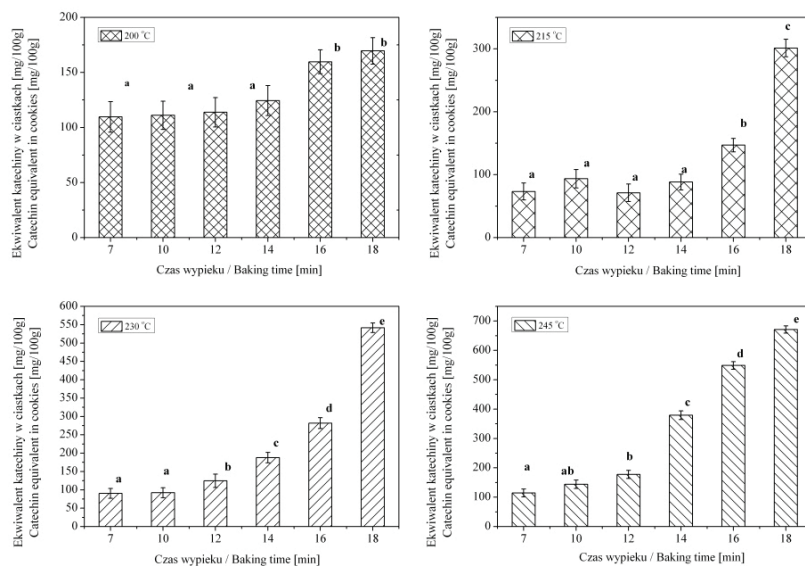 Ekwiwalent katechiny w ciastkach [mg/100g]
Catechin equivalent in cookies [mg/100g]
200
150
100
50
0
200 °C
a
a
a
b
b
7 10 12 14 16 18
Czas wypieku / Baking time [min]
Ekwiwalent katechiny w ciastkach [mg/100g]
Catechin equivalent in cookies [mg/100g]
300
200
100
0
215 °C
a
a
a
a
b
c
7 10 12 14 16 18
Czas wypieku / Baking time [min]
Ekwiwalent katechiny w ciastkach [mg/100g]
Catechin equivalent in cookies [mg/100g]
600
550
500
450
400
350
300
250
200
150
100
50
0
230 °C
a
a
b
c
d
e
7 10 12 14 16 18
Czas wypieku / Baking time [min]
Ekwiwalent katechiny w ciastkach [mg/100g]
Catechin equivalent in cookies [mg/100g]
700
600
500
400
300
200
100
0
245 °C
a
ab
b
c
d
e
7 10 12 14 16 18
Czas wypieku / Baking time [min]